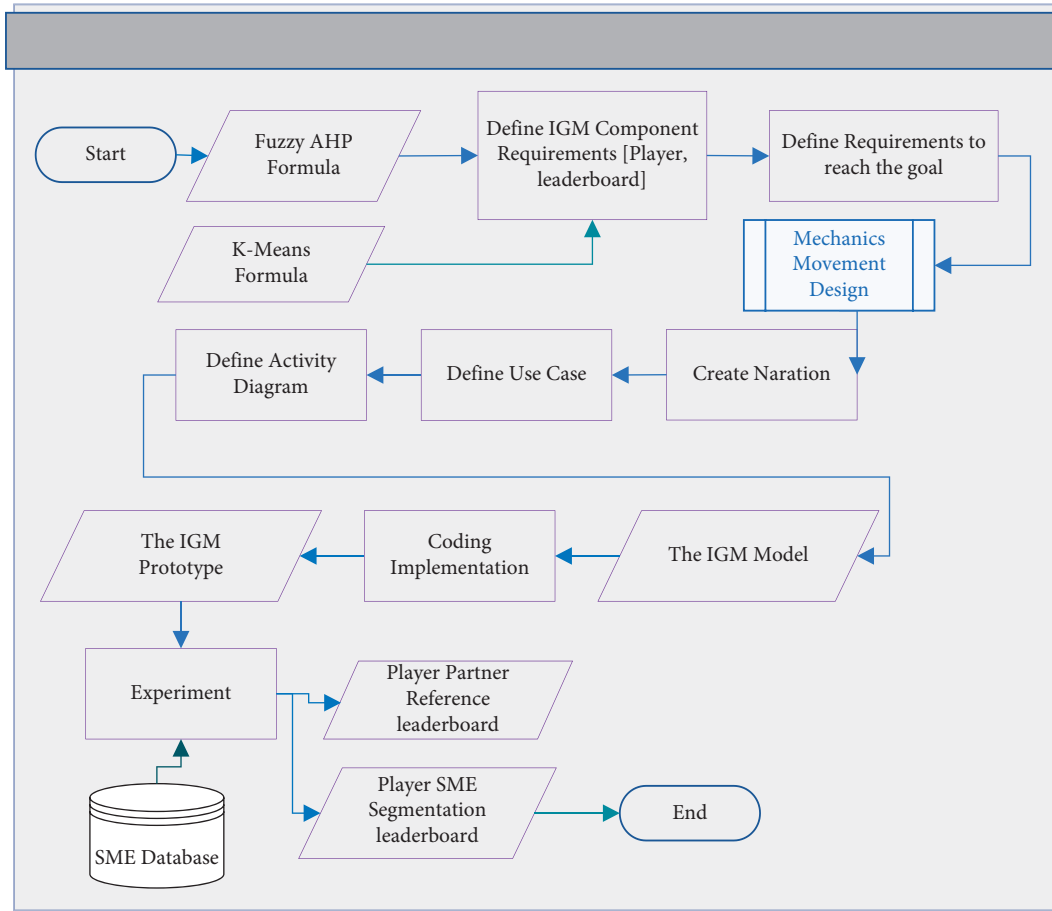 Start
Fuzzy AHP
Formula
Define IGM Component
Requirements [Player,
leaderboard]
Define Requirements to
reach the goal
K-Means
Formula
Mechanics
Movement
Design
Define Activity
Diagram
Define Use Case
Create Naration
The IGM
Prototype
Coding
Implementation
The IGM Model
Experiment
Player Partner
Reference
leaderboard
SME Database
Player SME
Segmentation
leaderboard
End